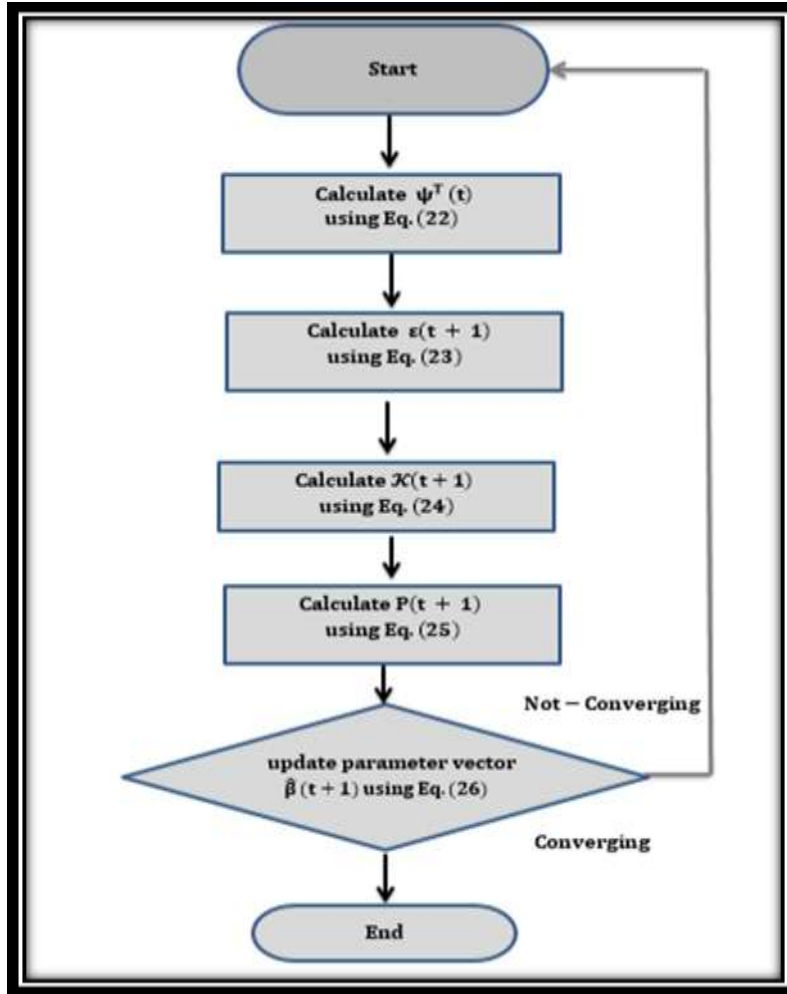 Start
Calculate ψᵀ (t)
using Eq. (22)
Calculate ε(t + 1)
using Eq. (23)
Calculate 𝒦(t + 1)
using Eq. (24)
Calculate P(t + 1)
using Eq. (25)
Not – Converging
update parameter vector
β̂ (t + 1) using Eq. (26)
Converging
End